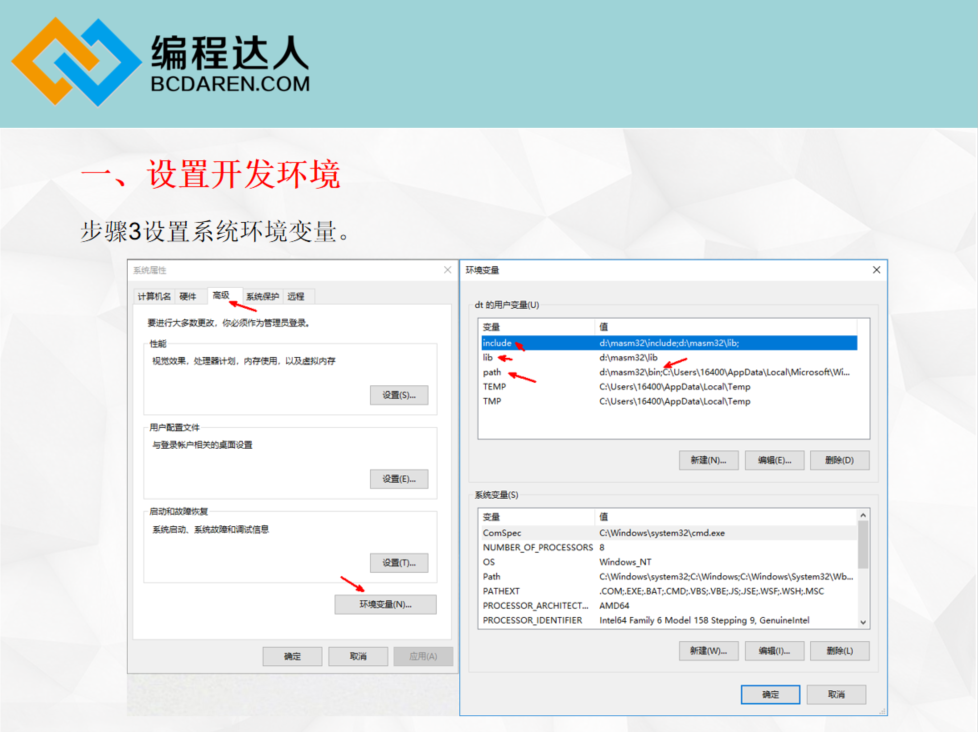 编程达人
BCDAREN.COM
一、设置开发环境
步骤3设置系统环境变量。
系统属性
计算机名 硬件 高级 系统保护 远程
要进行大多数更改，你必须作为管理员登录。
性能
视觉效果，处理器计划，内存使用，以及虚拟内存
设置(S)...
用户配置文件
与登录帐户相关的桌面设置
设置(E)...
启动和故障恢复
系统启动、系统故障和调试信息
设置(T)...
环境变量(N)...
确定 取消 应用(A)
环境变量
dt 的用户变量(U)
变量 值
include d:\masm32\include;d:\masm32\lib;
lib d:\masm32\lib
path d:\masm32\bin;C:\Users\16400\AppData\Local\Microsoft\Wi...
TEMP C:\Users\16400\AppData\Local\Temp
TMP C:\Users\16400\AppData\Local\Temp
新建(N)... 编辑(E)... 删除(D)
系统变量(S)
变量 值
ComSpec C:\Windows\system32\cmd.exe
NUMBER_OF_PROCESSORS 8
OS Windows_NT
Path C:\Windows\system32;C:\Windows;C:\Windows\System32\Wb...
PATHEXT .COM;.EXE;.BAT;.CMD;.VBS;.VBE;.JS;.JSE;.WSF;.WSH;.MSC
PROCESSOR_ARCHITECT... AMD64
PROCESSOR_IDENTIFIER Intel64 Family 6 Model 158 Stepping 9, GenuineIntel
新建(W)... 编辑(I)... 删除(L)
确定 取消